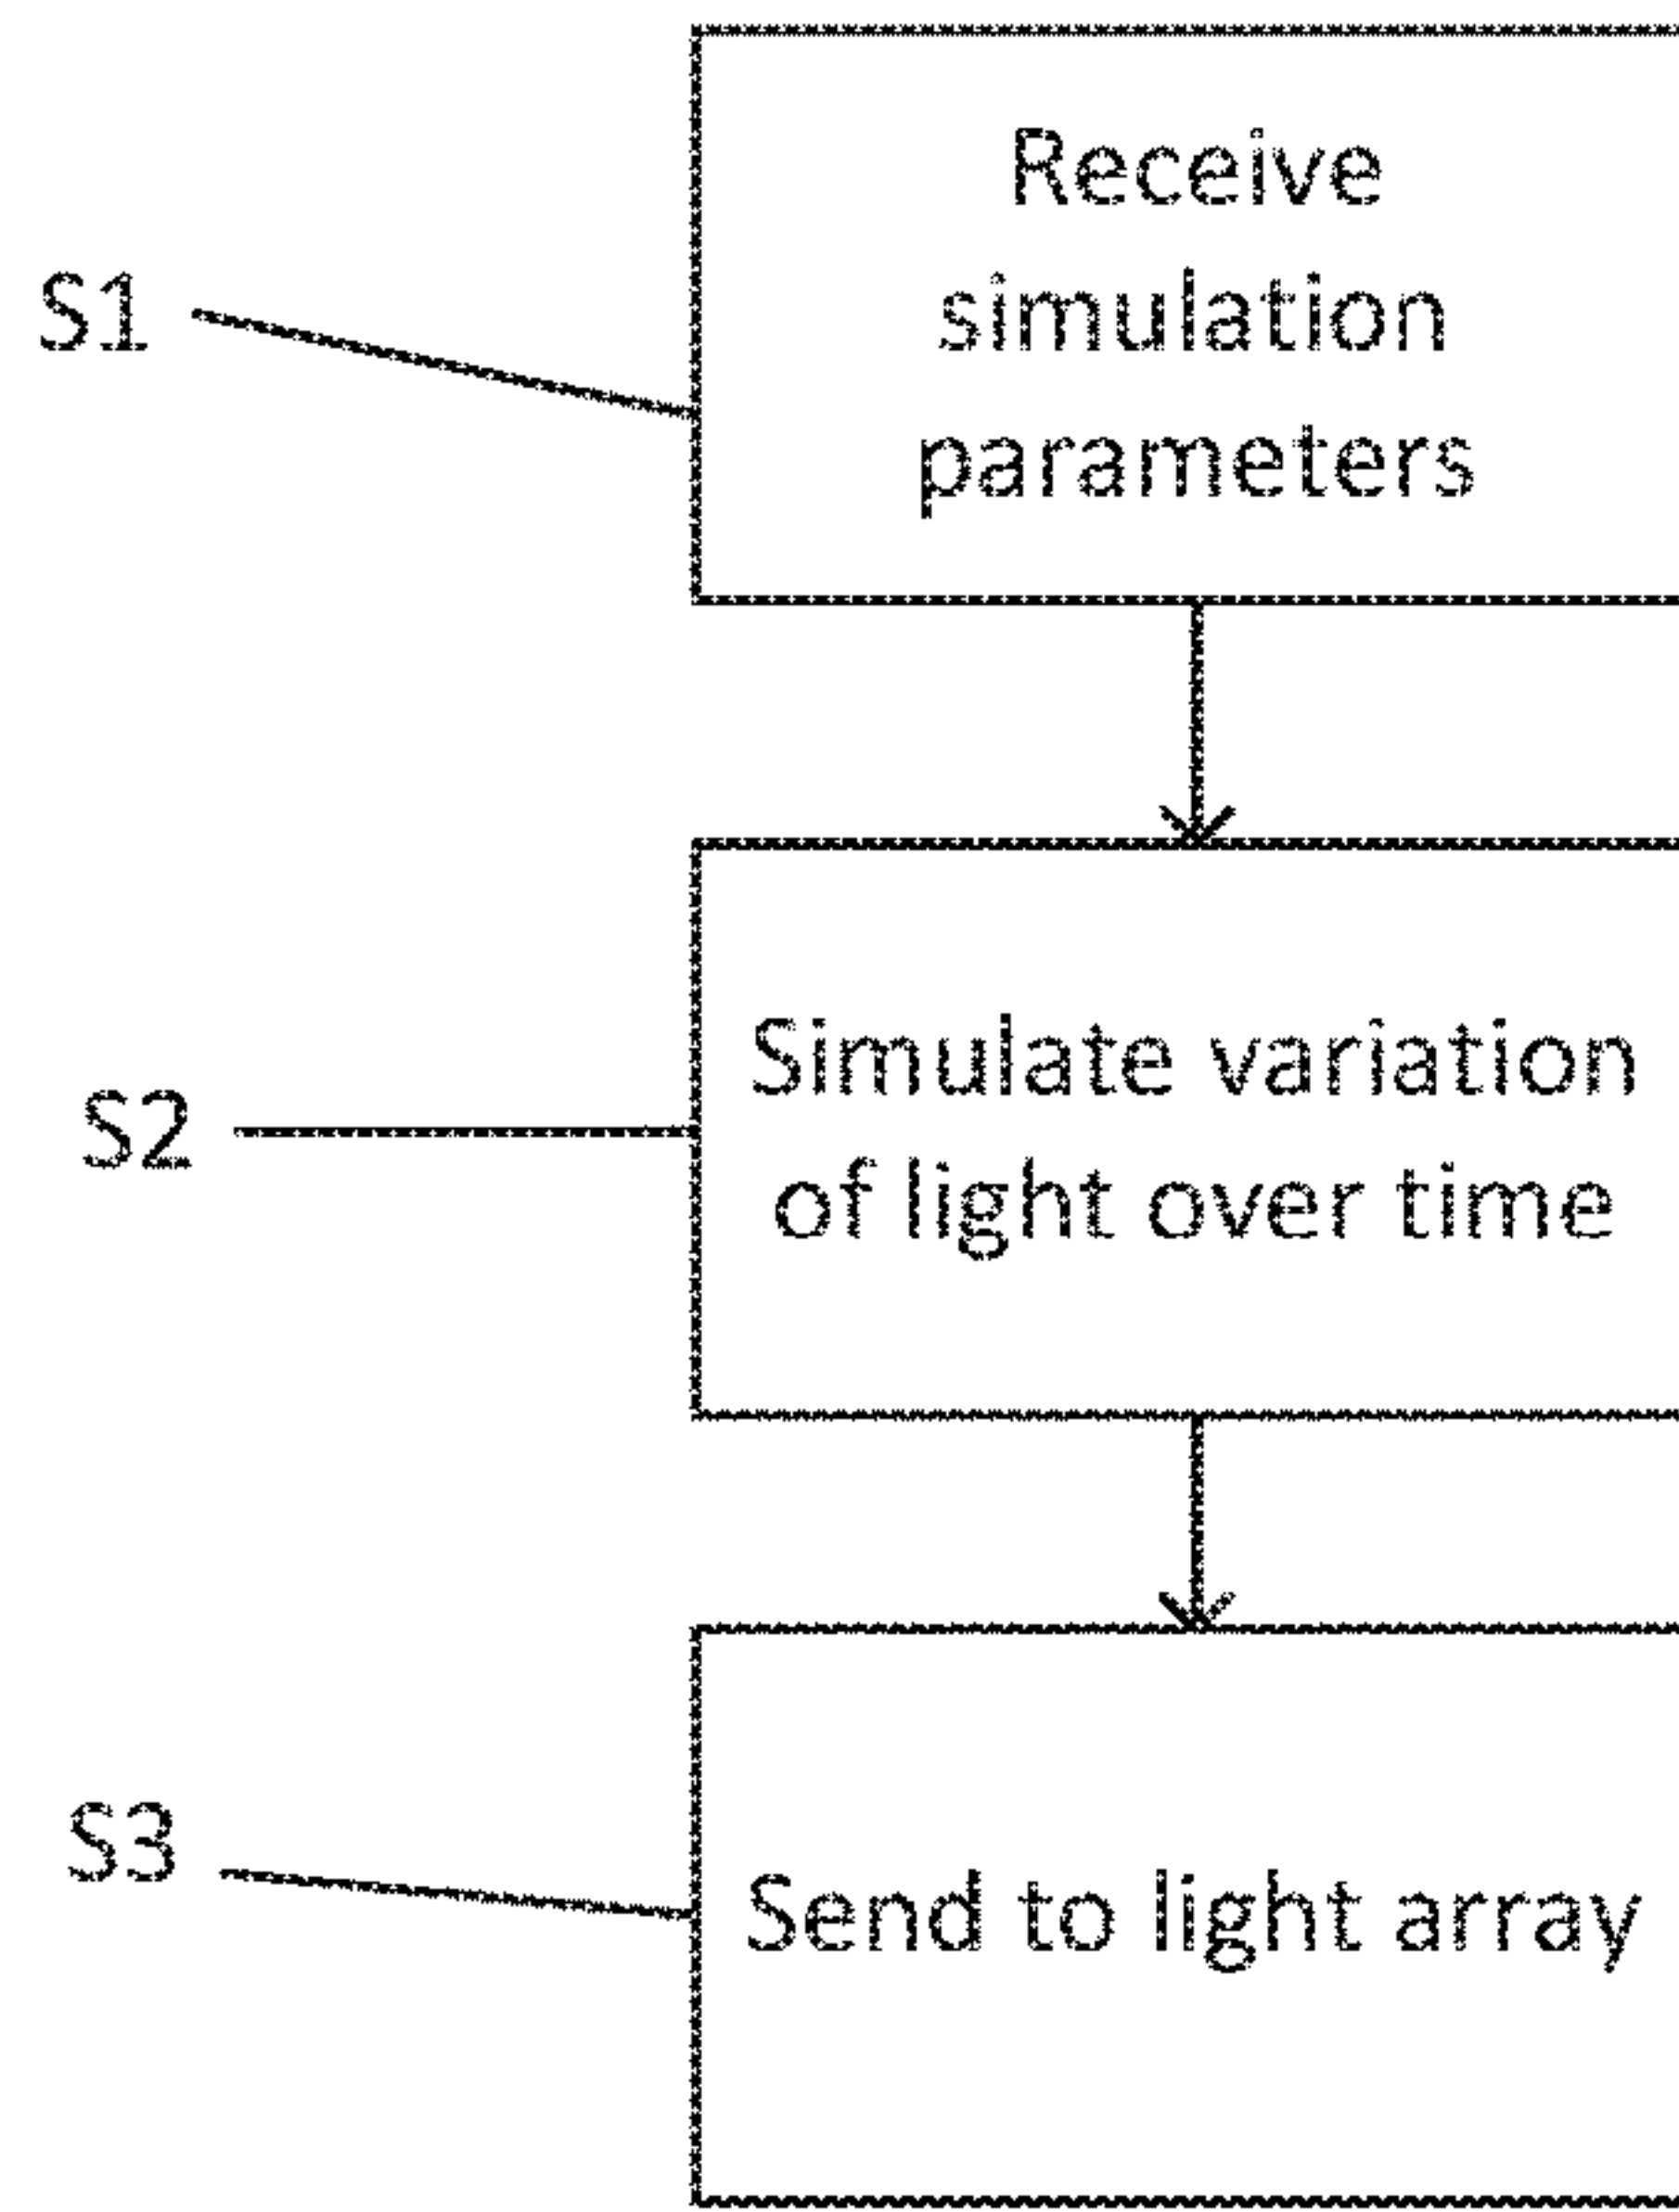 S1
Receive
simulation
parameters
S2
Simulate variation
of light over time
S3
Send to light array